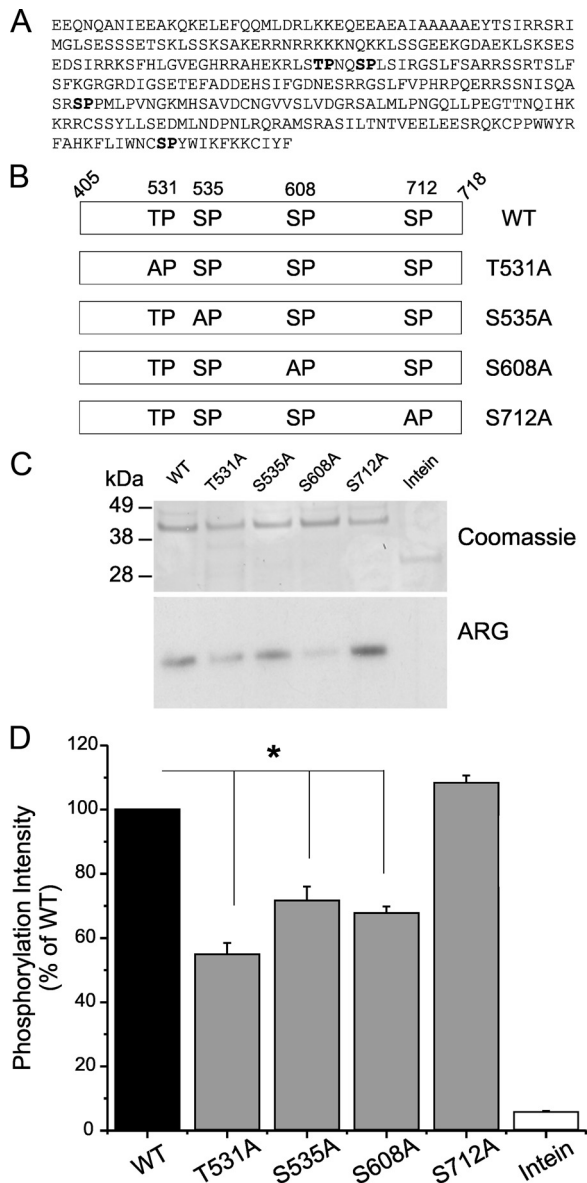 A
EEQNQANIEEAKQKELEFQQMLDRLKKEQEEAEAIAAAAAEYTSIRRSRI
MGLSESSSETSKLSSKSAKERRNRRKKKNQKKLSSGEEKGDAEKLSKSES
EDSIRRKSFHLGVEGHRRAHEKRLSTPNQSPLSIRGSLFSARRSSRTSLF
SFKGRGRDIGSETEFADDEHSIFGDNESRRGSLFVPHRPQERRSSNISQA
SRSPPMLPVNGKMHSAVDCNGVVSLVDGRSALMLPNGQLLPEGTTNQIHK
KRRCSSYLLSEDMLNDPNLRQRAMSRASILTNTVEELEESRQKCPPWWYR
FAHKFLIWNCSPYWIKFKKCIYF
B
405 531 535 608 712 718
TP SP SP SP WT
AP SP SP SP T531A
TP AP SP SP S535A
TP SP AP SP S608A
TP SP SP AP S712A
C
kDa WT T531A S535A S608A S712A Intein
49
38
28
Coomassie
ARG
D
Phosphorylation Intensity
(% of WT)
120
100
80
60
40
20
0
*
WT T531A S535A S608A S712A Intein